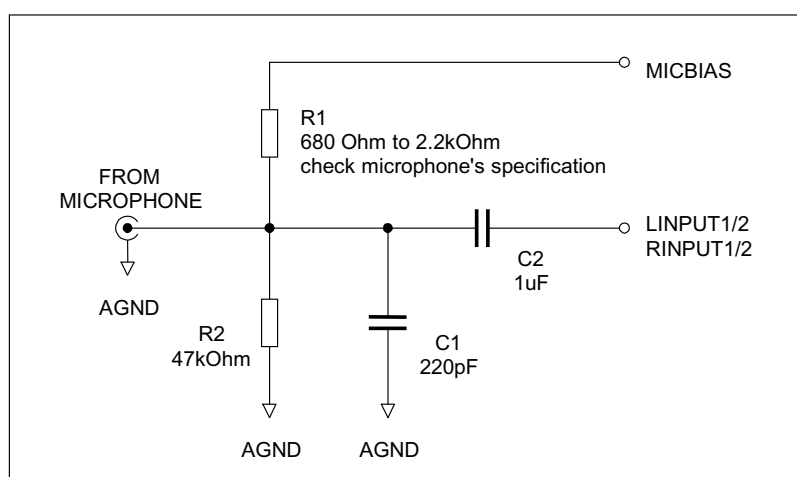 MICBIAS
R1
680 Ohm to 2.2kOhm
check microphone's specification
FROM
MICROPHONE
LINPUT1/2
RINPUT1/2
C2
1uF
AGND
R2
47kOhm
C1
220pF
AGND
AGND